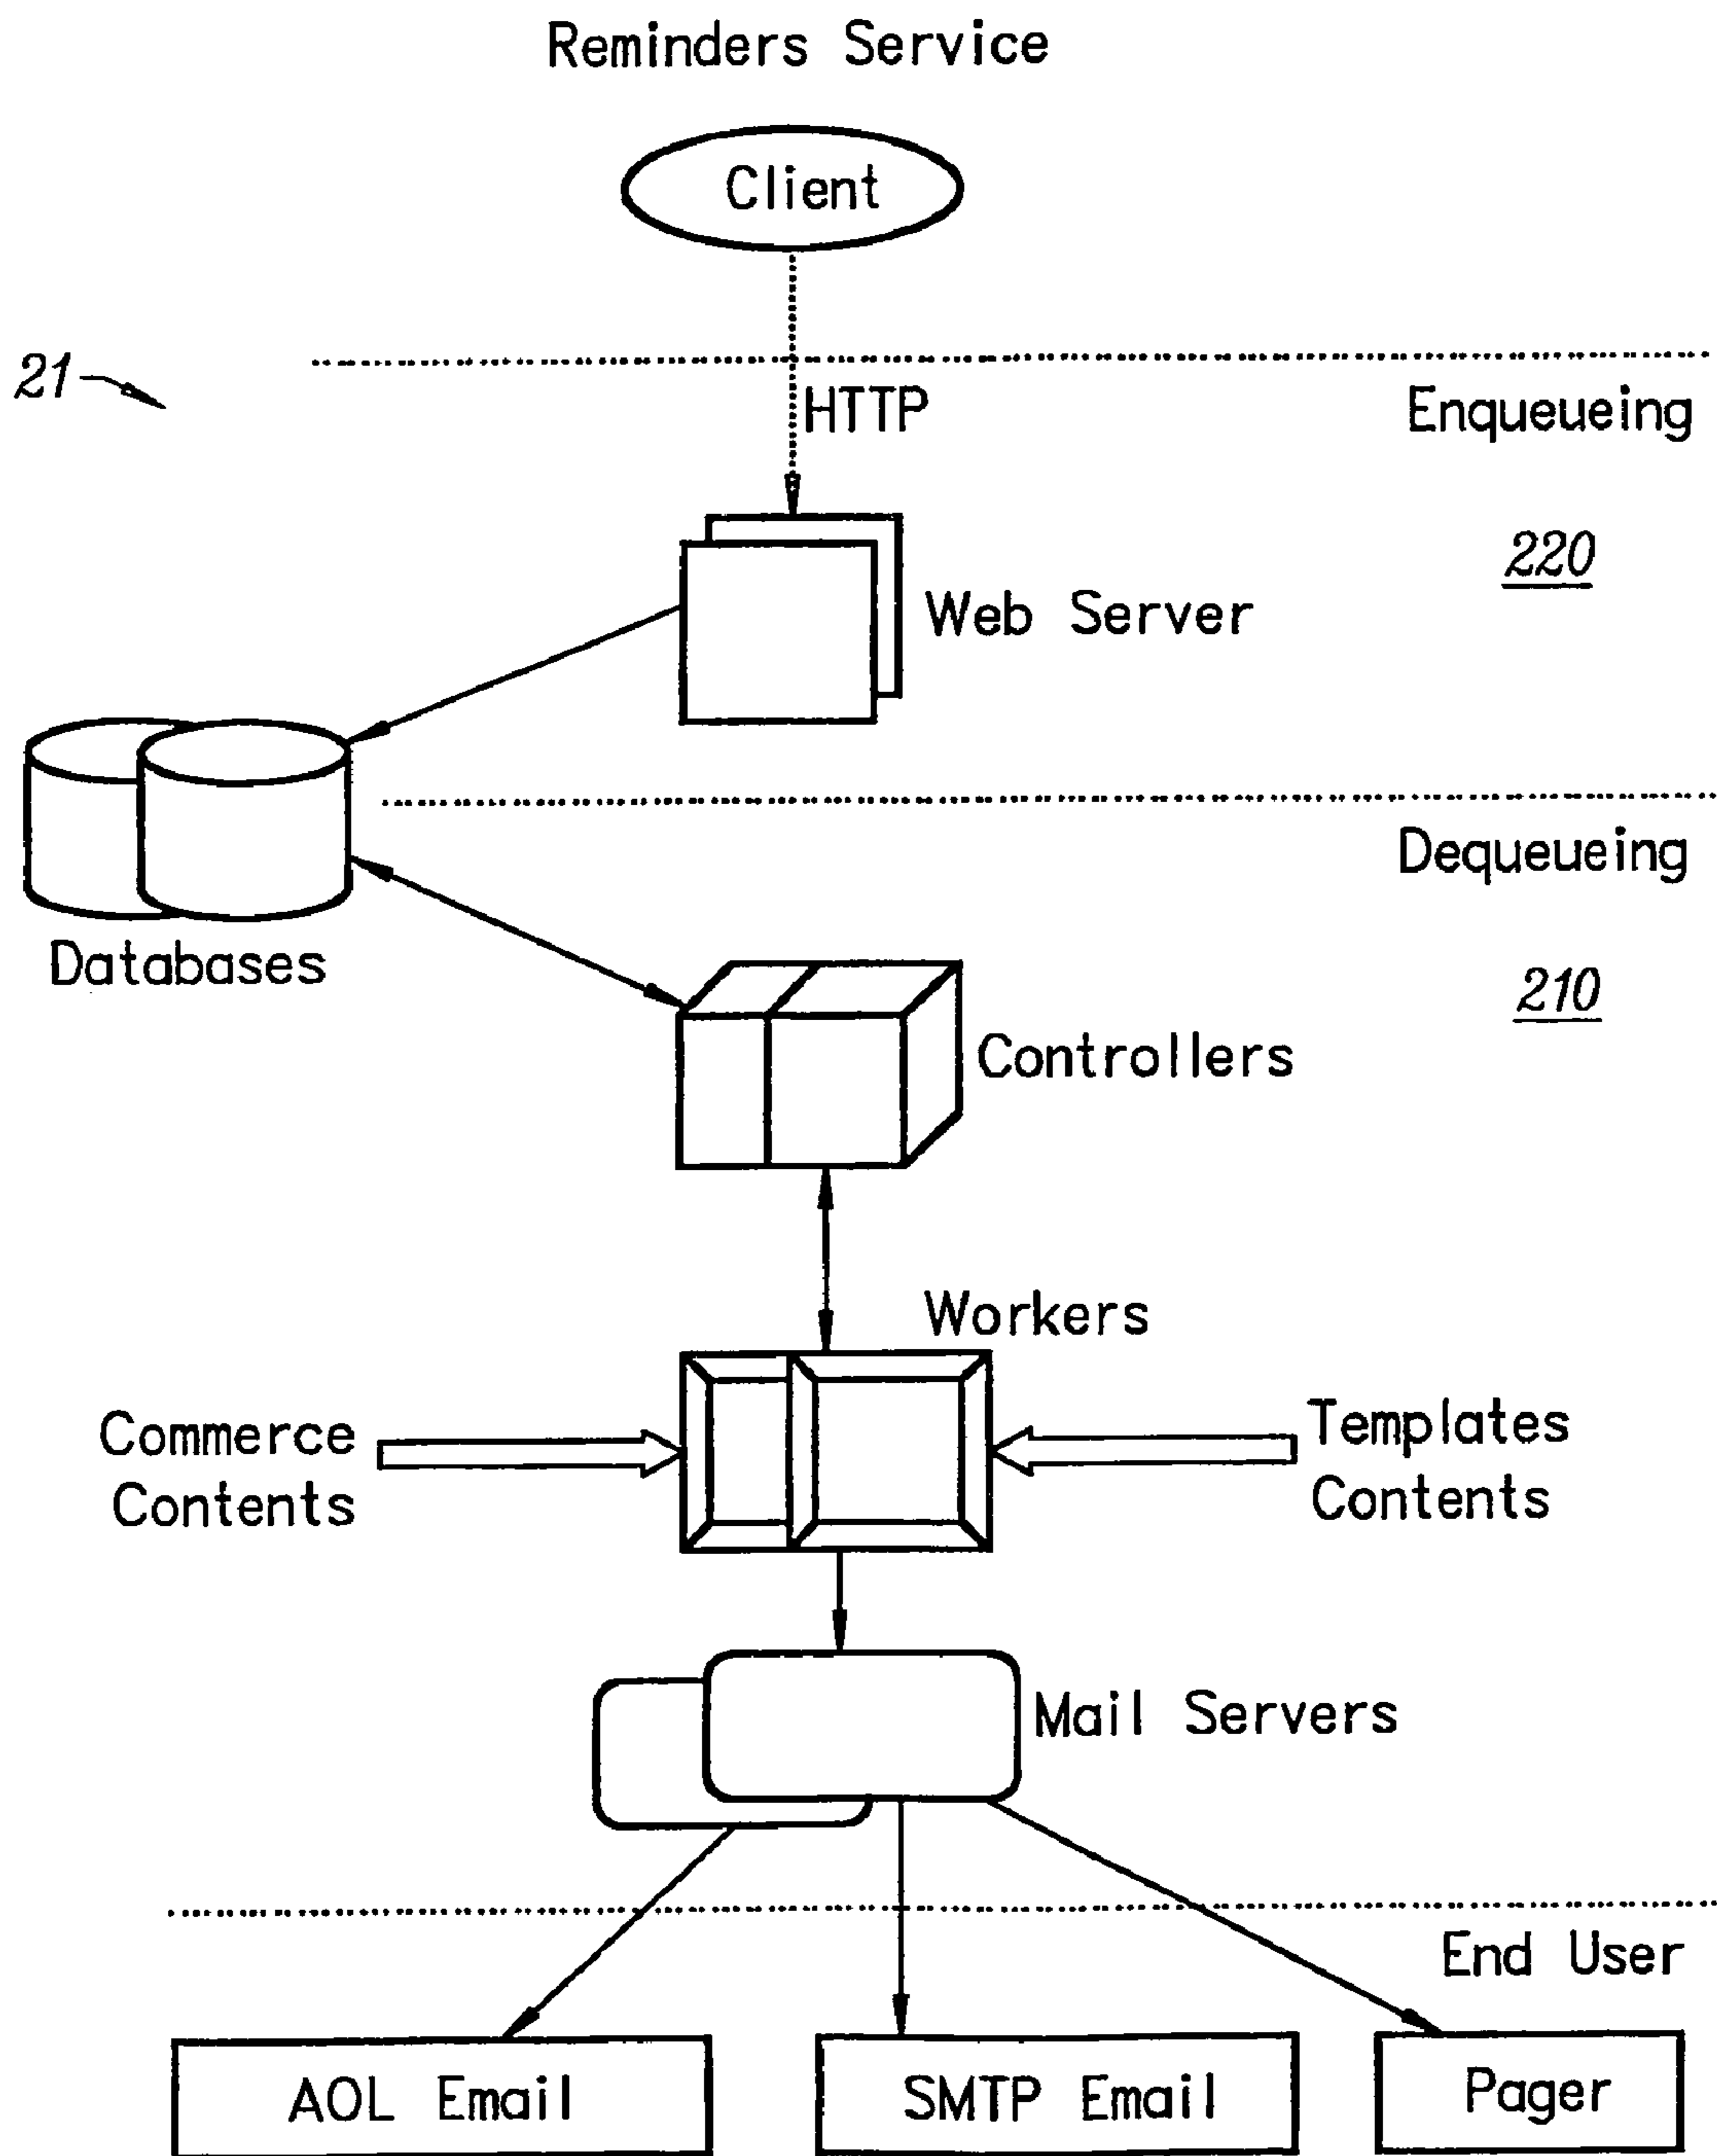 Reminders Service
Client
21
HTTP
Enqueueing
220
Web Server
Dequeueing
Databases
210
Controllers
Workers
Commerce
Contents
Templates
Contents
Mail Servers
End User
AOL Email
SMTP Email
Pager